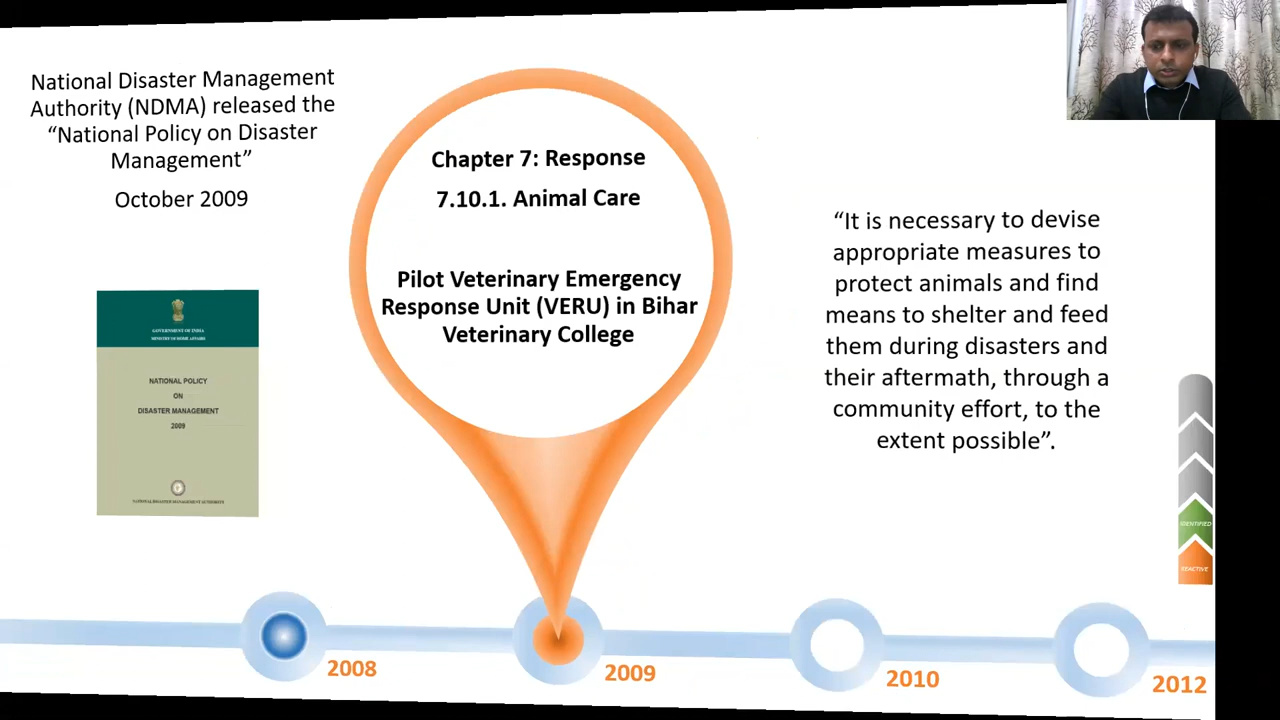 National Disaster Management
Authority (NDMA) released the
“National Policy on Disaster
Management”
October 2009
GOVERNMENT OF INDIA
MINISTRY OF HOME AFFAIRS
NATIONAL POLICY
ON
DISASTER MANAGEMENT
2009
NATIONAL DISASTER MANAGEMENT AUTHORITY
Chapter 7: Response
7.10.1. Animal Care
Pilot Veterinary Emergency
Response Unit (VERU) in Bihar
Veterinary College
“It is necessary to devise
appropriate measures to
protect animals and find
means to shelter and feed
them during disasters and
their aftermath, through a
community effort, to the
extent possible”.
IDENTIFIED
REACTIVE
2008
2009
2010
2012